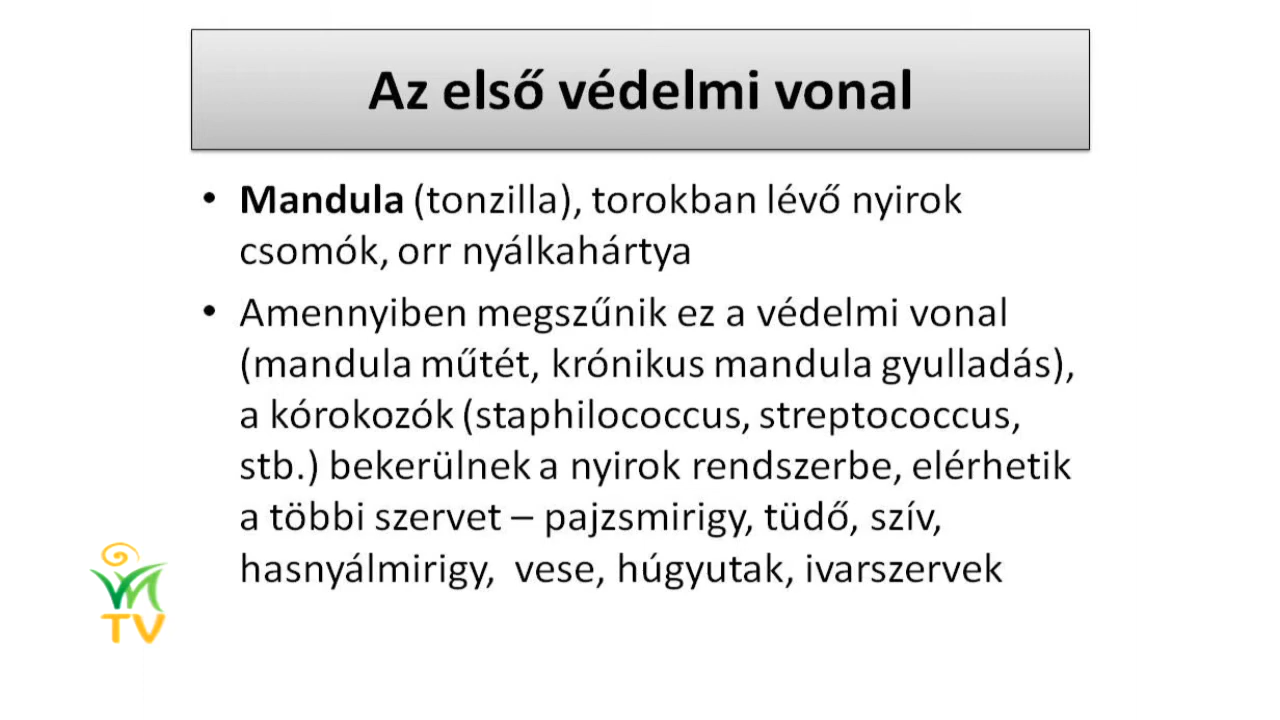 Az első védelmi vonal
• Mandula (tonzilla), torokban lévő nyirok
csomók, orr nyálkahártya
• Amennyiben megszűnik ez a védelmi vonal
(mandula műtét, krónikus mandula gyulladás),
a kórokozók (staphilococcus, streptococcus,
stb.) bekerülnek a nyirok rendszerbe, elérhetik
a többi szervet – pajzsmirigy, tüdő, szív,
hasnyálmirigy, vese, húgyutak, ivarszervek
TV